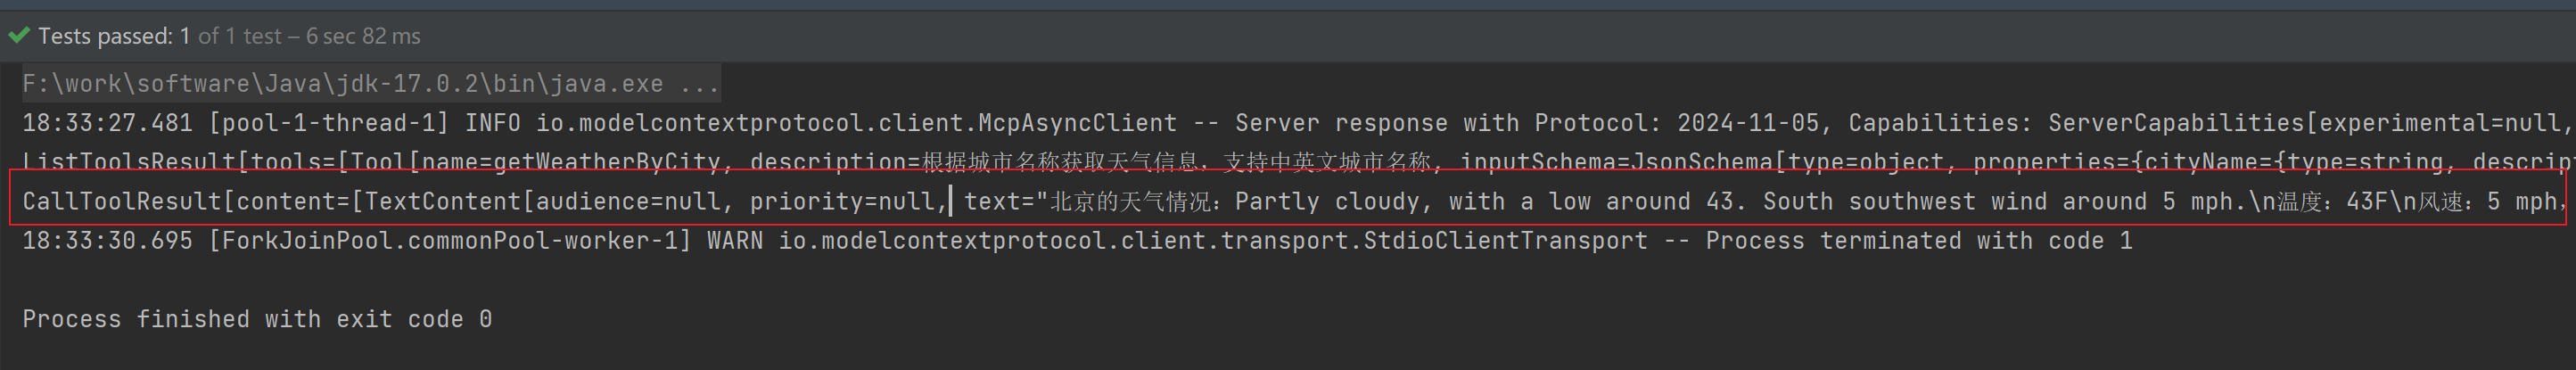 Tests passed: 1 of 1 test – 6 sec 82 ms
F:\work\software\Java\jdk-17.0.2\bin\java.exe ...
18:33:27.481 [pool-1-thread-1] INFO io.modelcontextprotocol.client.McpAsyncClient -- Server response with Protocol: 2024-11-05, Capabilities: ServerCapabilities[experimental=null,
ListToolsResult[tools=[Tool[name=getWeatherByCity, description=根据城市名称获取天气信息，支持中英文城市名称, inputSchema=JsonSchema[type=object, properties={cityName={type=string, descript
CallToolResult[content=[TextContent[audience=null, priority=null, text="北京的天气情况：Partly cloudy, with a low around 43. South southwest wind around 5 mph.\n温度：43F\n风速：5 mph，
18:33:30.695 [ForkJoinPool.commonPool-worker-1] WARN io.modelcontextprotocol.client.transport.StdioClientTransport -- Process terminated with code 1
Process finished with exit code 0